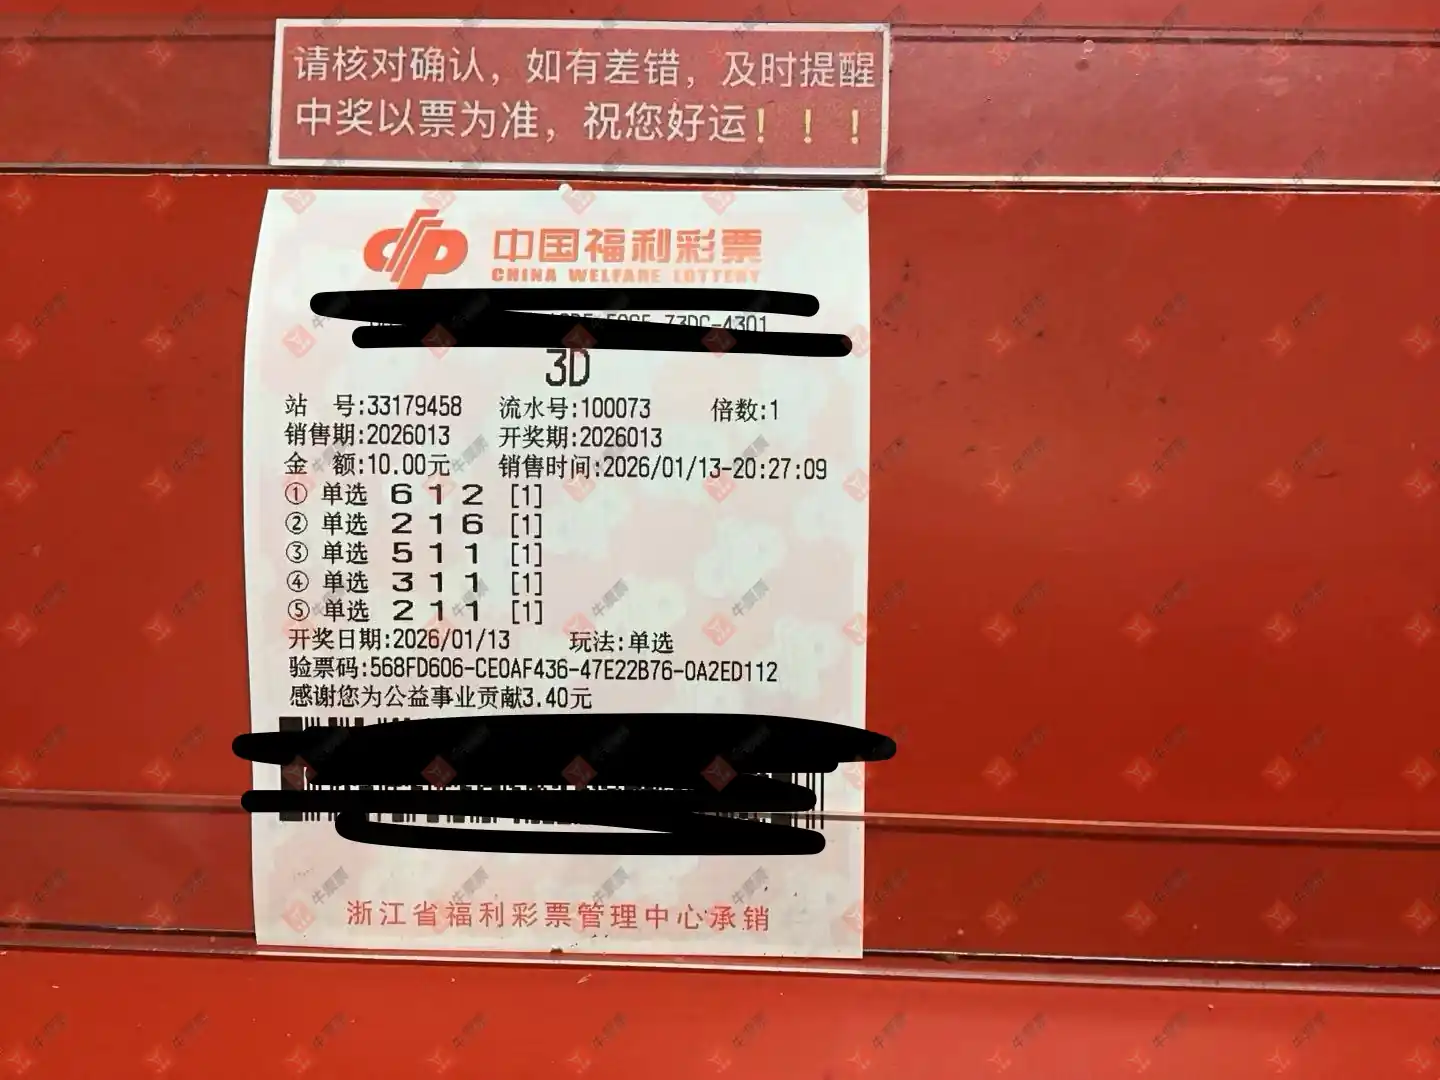 请核对确认，如有差错，及时提醒
中奖以票为准，祝您好运！！！
中国福利彩票
CHINA WELFARE LOTTERY
73DC-4301
3D
站 号:33179458 流水号:100073 倍数:1
销售期:2026013 开奖期:2026013
金 额:10.00元 销售时间:2026/01/13-20:27:09
① 单选 6 1 2 [1]
② 单选 2 1 6 [1]
③ 单选 5 1 1 [1]
④ 单选 3 1 1 [1]
⑤ 单选 2 1 1 [1]
开奖日期:2026/01/13 玩法:单选
验票码:568FD606-CE0AF436-47E22B76-0A2ED112
感谢您为公益事业贡献3.40元
浙江省福利彩票管理中心承销